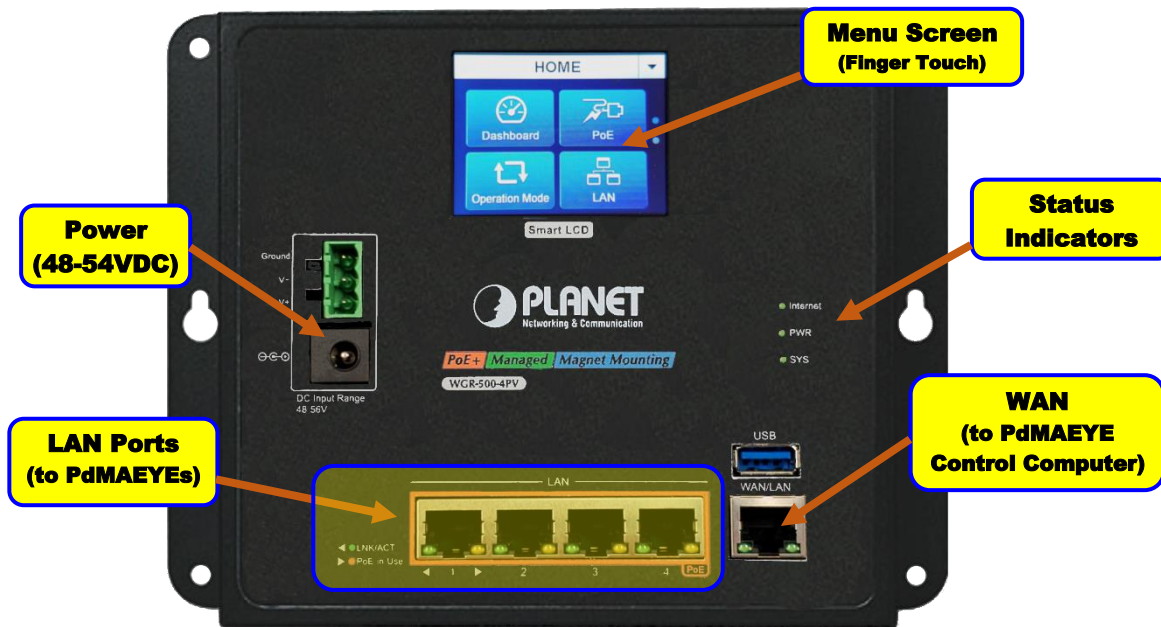 Menu Screen
(Finger Touch)
HOME
Dashboard
PoE
Operation Mode
LAN
Smart LCD
Power
(48-54VDC)
Ground
V-
V+
DC Input Range
48 56V
Status
Indicators
PLANET
Networking & Communication
PoE+ Managed Magnet Mounting
WGR-500-4PV
Internet
PWR
SYS
LAN Ports
(to PdMAEYEs)
WAN
(to PdMAEYE
Control Computer)
USB
WAN/LAN
LAN
LNK/ACT
PoE in Use
1 2 3 4 PoE